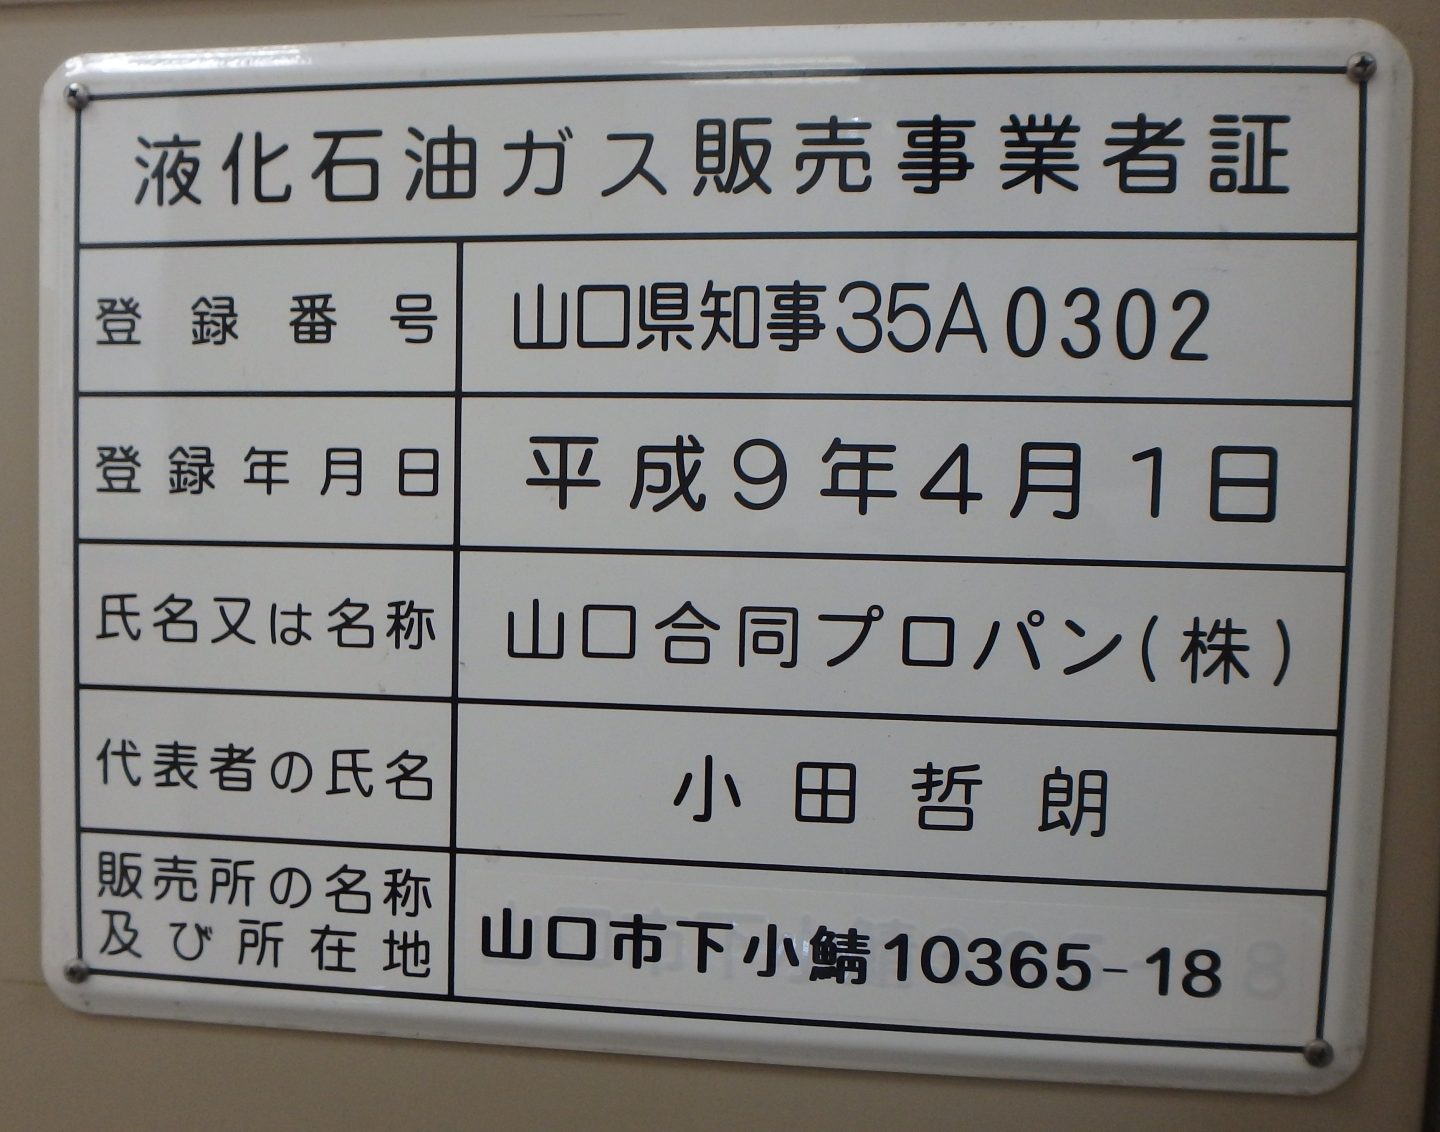 液化石油ガス販売事業者証
登録番号 山口県知事35A0302
登録年月日 平成9年4月1日
氏名又は名称 山口合同プロパン(株)
代表者の氏名 小田哲朗
販売所の名称
及び所在地 山口市下小鯖10365-18